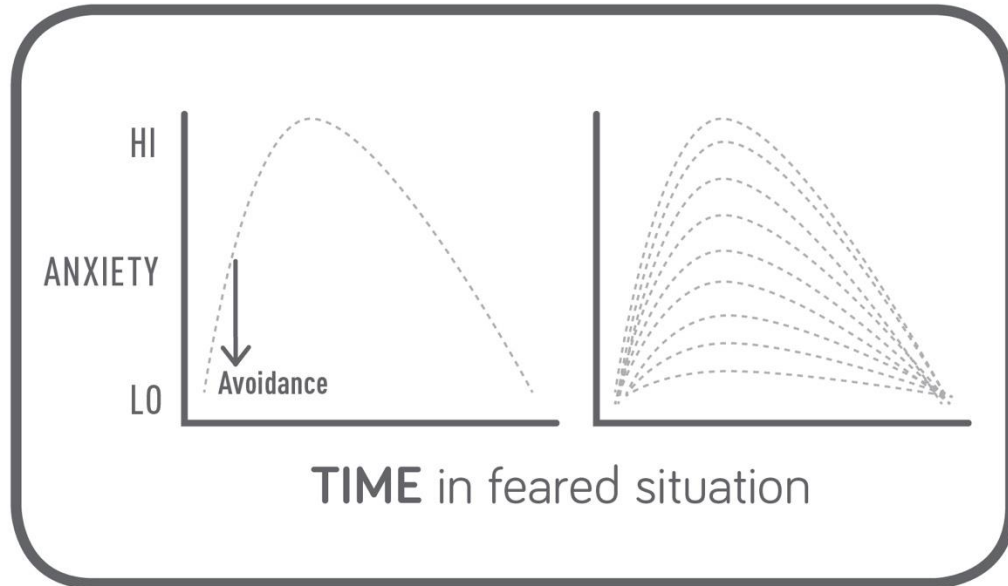 HI
ANXIETY
Avoidance
LO
TIME in feared situation